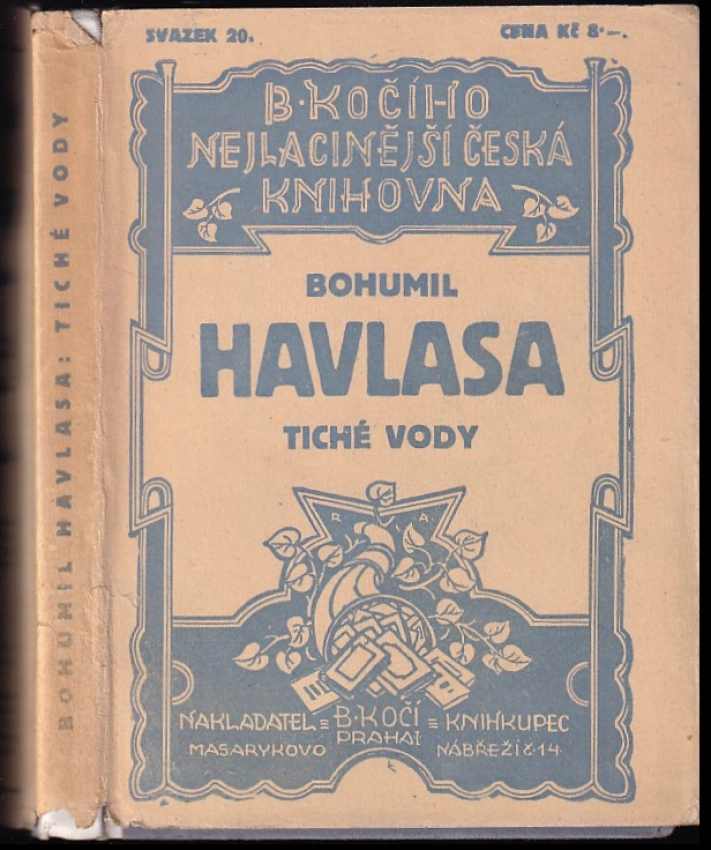 SVAZEK 20.
CENA Kč 8·–.
B·KOČÍHO
NEJLACINĚJŠÍ ČESKÁ
KNIHOVNA
BOHUMIL
HAVLASA
TICHÉ VODY
R A
NAKLADATEL = B·KOČÍ = KNIHKUPEC
PRAHA I
MASARYKOVO NÁBŘEŽÍ č·14·
BOHUMIL HAVLASA: TICHÉ VODY